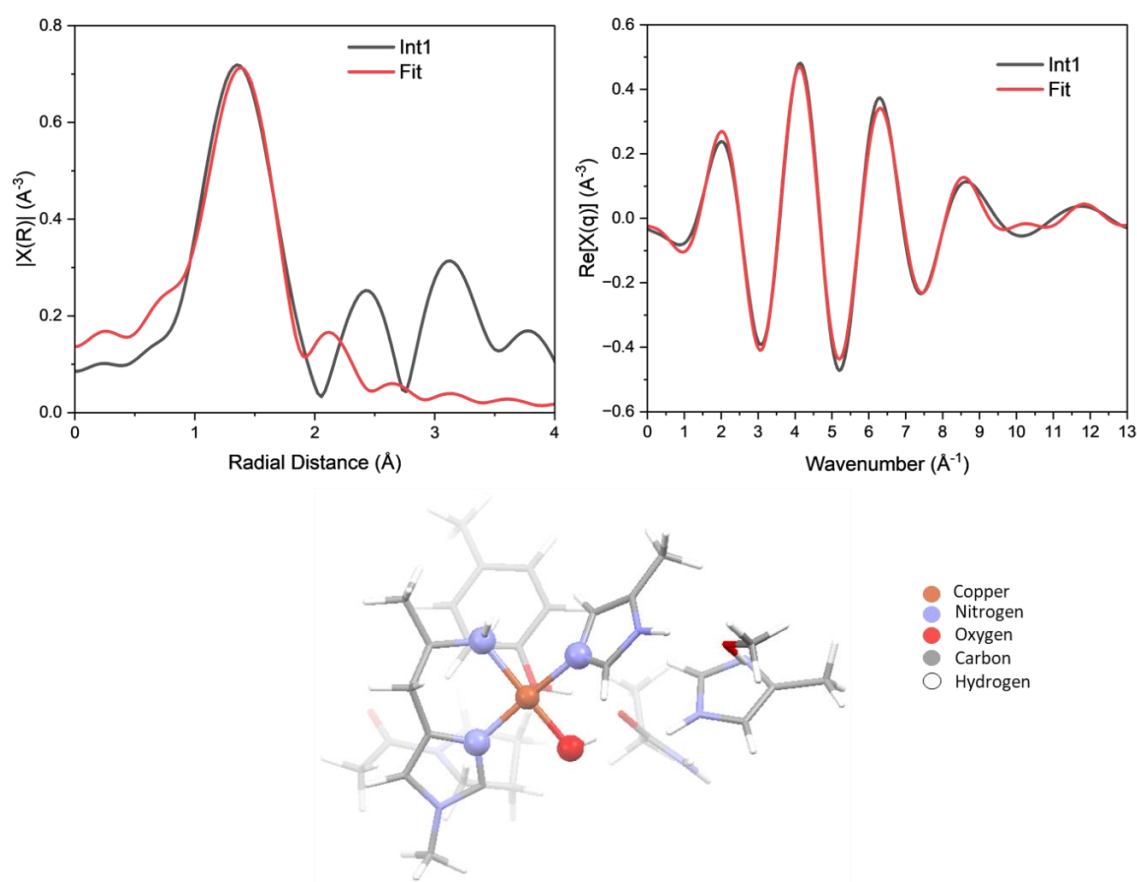 0.8
0.6
0.4
0.2
0.0
0
1
2
3
4
|X(R)| (A⁻³)
Radial Distance (Å)
Int1
Fit
0.6
0.4
0.2
0.0
−0.2
−0.4
−0.6
0
1
2
3
4
5
6
7
8
9
10
11
12
13
Re[X(q)] (A⁻³)
Wavenumber (Å⁻¹)
Int1
Fit
Copper
Nitrogen
Oxygen
Carbon
Hydrogen